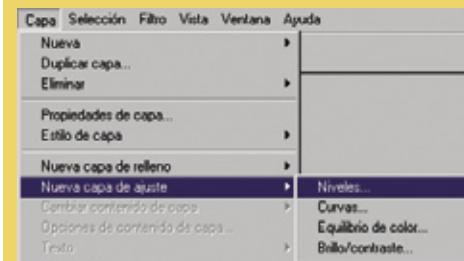 Capa Selección Filtro Vista Ventana Ayuda
Nueva
Duplicar capa...
Eliminar
Propiedades de capa...
Estilo de capa
Nueva capa de relleno
Nueva capa de ajuste
Niveles...
Cambiar contenido de capa
Curvas...
Opciones de contenido de capa...
Equilibrio de color...
Texto
Brillo/contraste...